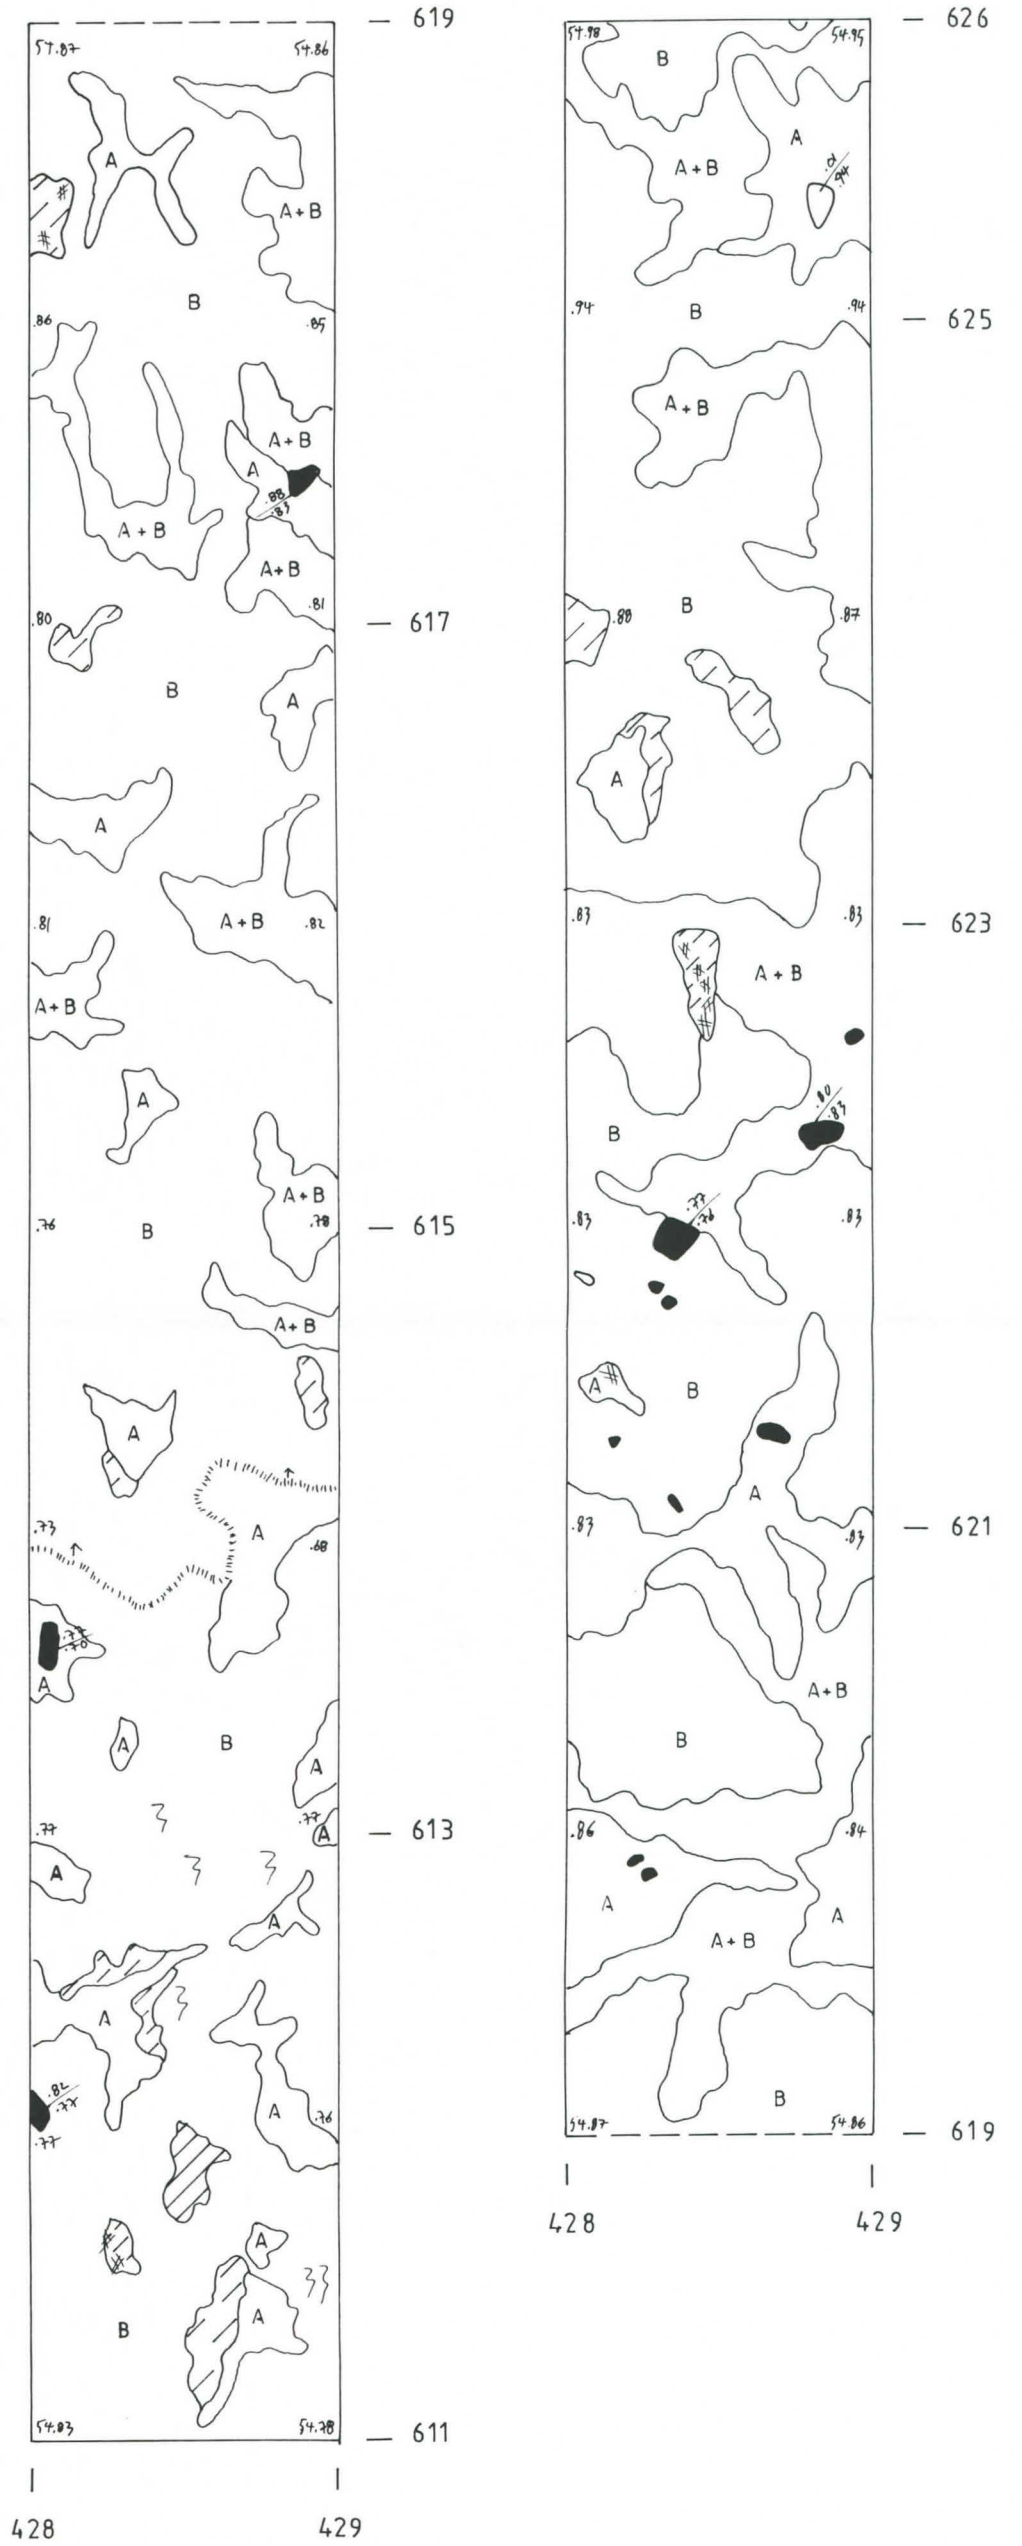 619
54.87 54.86
A
#
#
A+B
B
.86 .85
A+B
A
.88
.83
A+B
A+B
.81
.80
617
B
A
A
A+B
.81 .82
A+B
A
A+B
.76 B .78
615
A+B
A
A
.73 .68
.77
.70
A
A B
A
.77
.77 A
613
A
A
A
.82
.77
A .76
.77
A
A
B
54.83 54.78
611
428 429
626
54.98 54.95
B
A
A+B
.94
.94 B .94
625
A+B
B
.88 .87
A
.83 .83
623
A+B
.80
.83
B
.77
.76
.83 .83
A
B
A
.83 .83
621
A+B
B
.86 .84
A
A
A+B
B
54.87 54.86
619
428 429